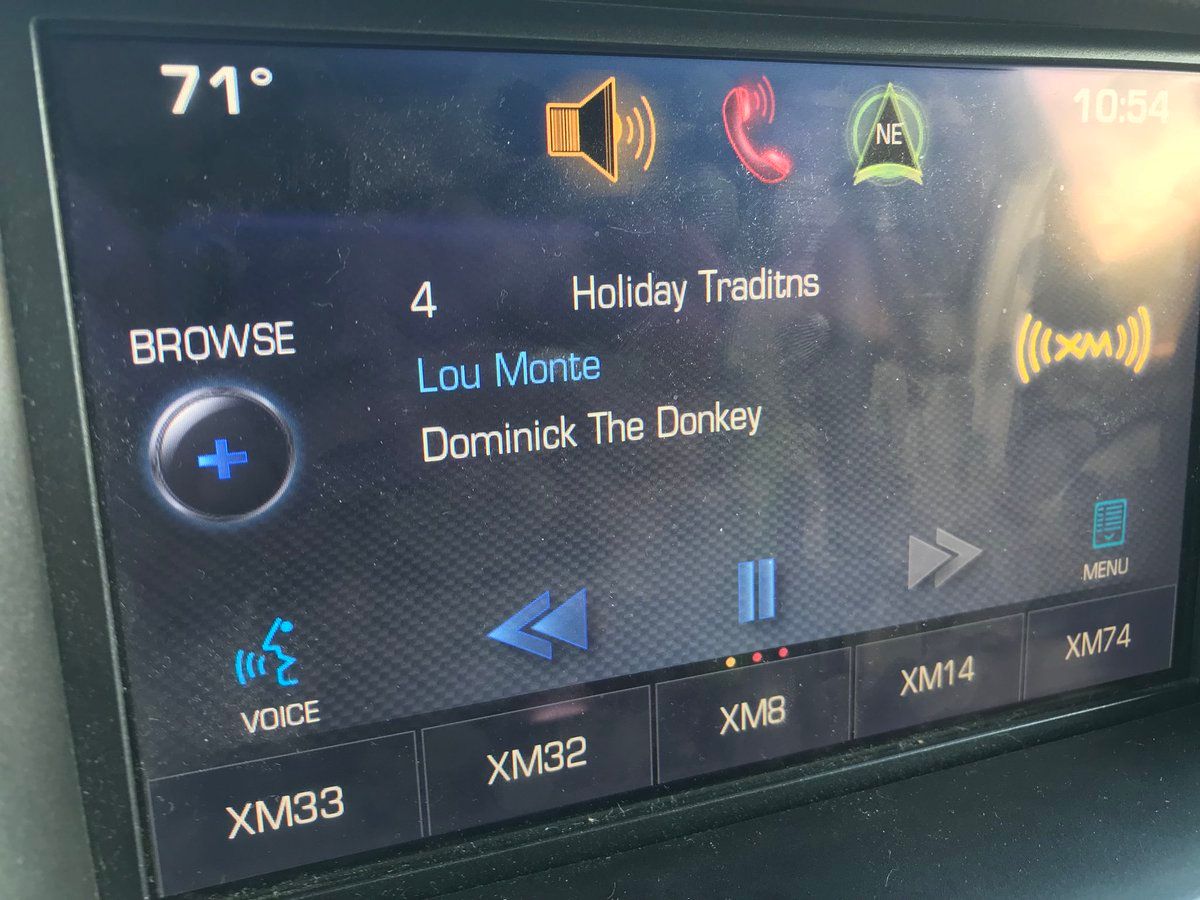 71°
NE
10:54
4 Holiday Traditns
BROWSE
Lou Monte
XM
Dominick The Donkey
MENU
VOICE
XM33 XM32 XM8 XM14 XM74